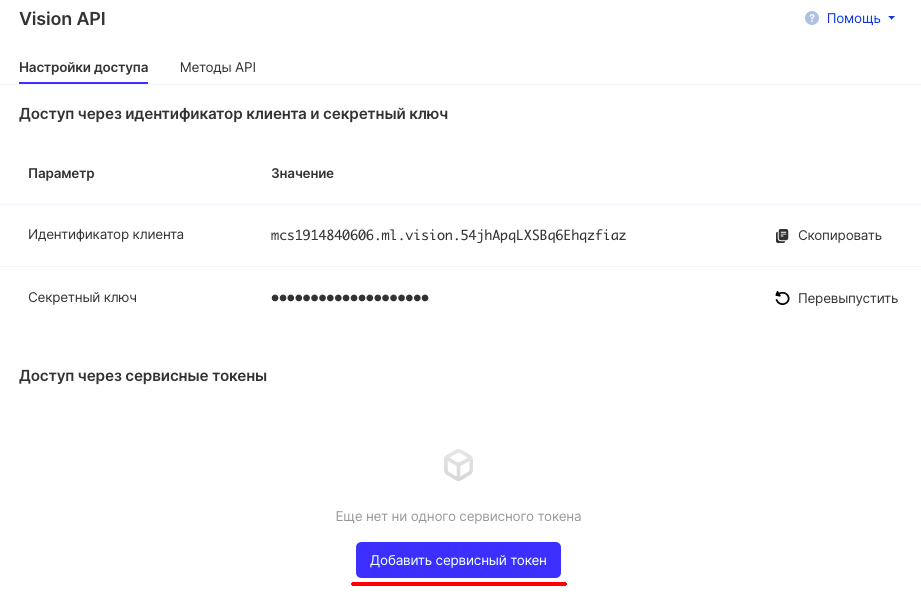 Vision API
? Помощь
Настройки доступа Методы API
Доступ через идентификатор клиента и секретный ключ
Параметр Значение
Идентификатор клиента mcs1914840606.ml.vision.54jhApqLXSBq6Ehqzfiaz Скопировать
Секретный ключ ●●●●●●●●●●●●●●●●●●●● Перевыпустить
Доступ через сервисные токены
Еще нет ни одного сервисного токена
Добавить сервисный токен